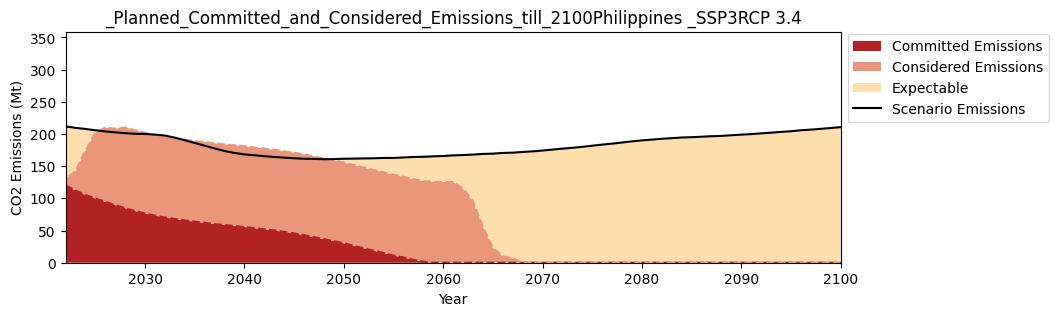 _Planned_Committed_and_Considered_Emissions_till_2100Philippines _SSP3RCP 3.4
CO2 Emissions (Mt)
350
300
250
200
150
100
50
0
2030
2040
2050
2060
2070
2080
2090
2100
Year
Committed Emissions
Considered Emissions
Expectable
Scenario Emissions